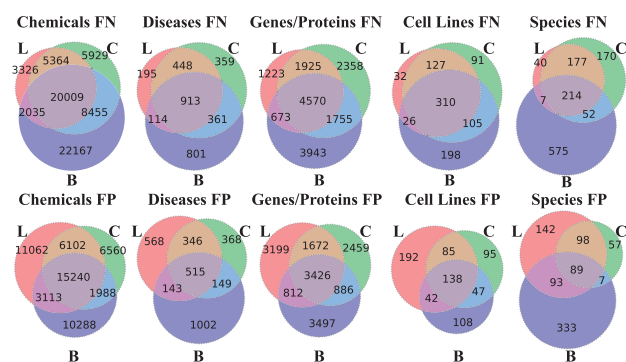 Chemicals FN Diseases FN Genes/Proteins FN Cell Lines FN Species FN
L C L C L C L C L C
3326 5364 5929 195 448 359 1223 1925 2358 32 127 91 40 177 170
20009 913 4570 310 7 214
2035 8455 114 361 673 1755 26 105 52
22167 801 3943 198 575
B B B B B
Chemicals FP Diseases FP Genes/Proteins FP Cell Lines FP Species FP
L C L C L C L C L C
11062 6102 6560 568 346 368 3199 1672 2459 192 85 95 142 98 57
15240 515 3426 138 89
3113 1988 143 149 812 886 42 47 93 7
10288 1002 3497 108 333
B B B B B